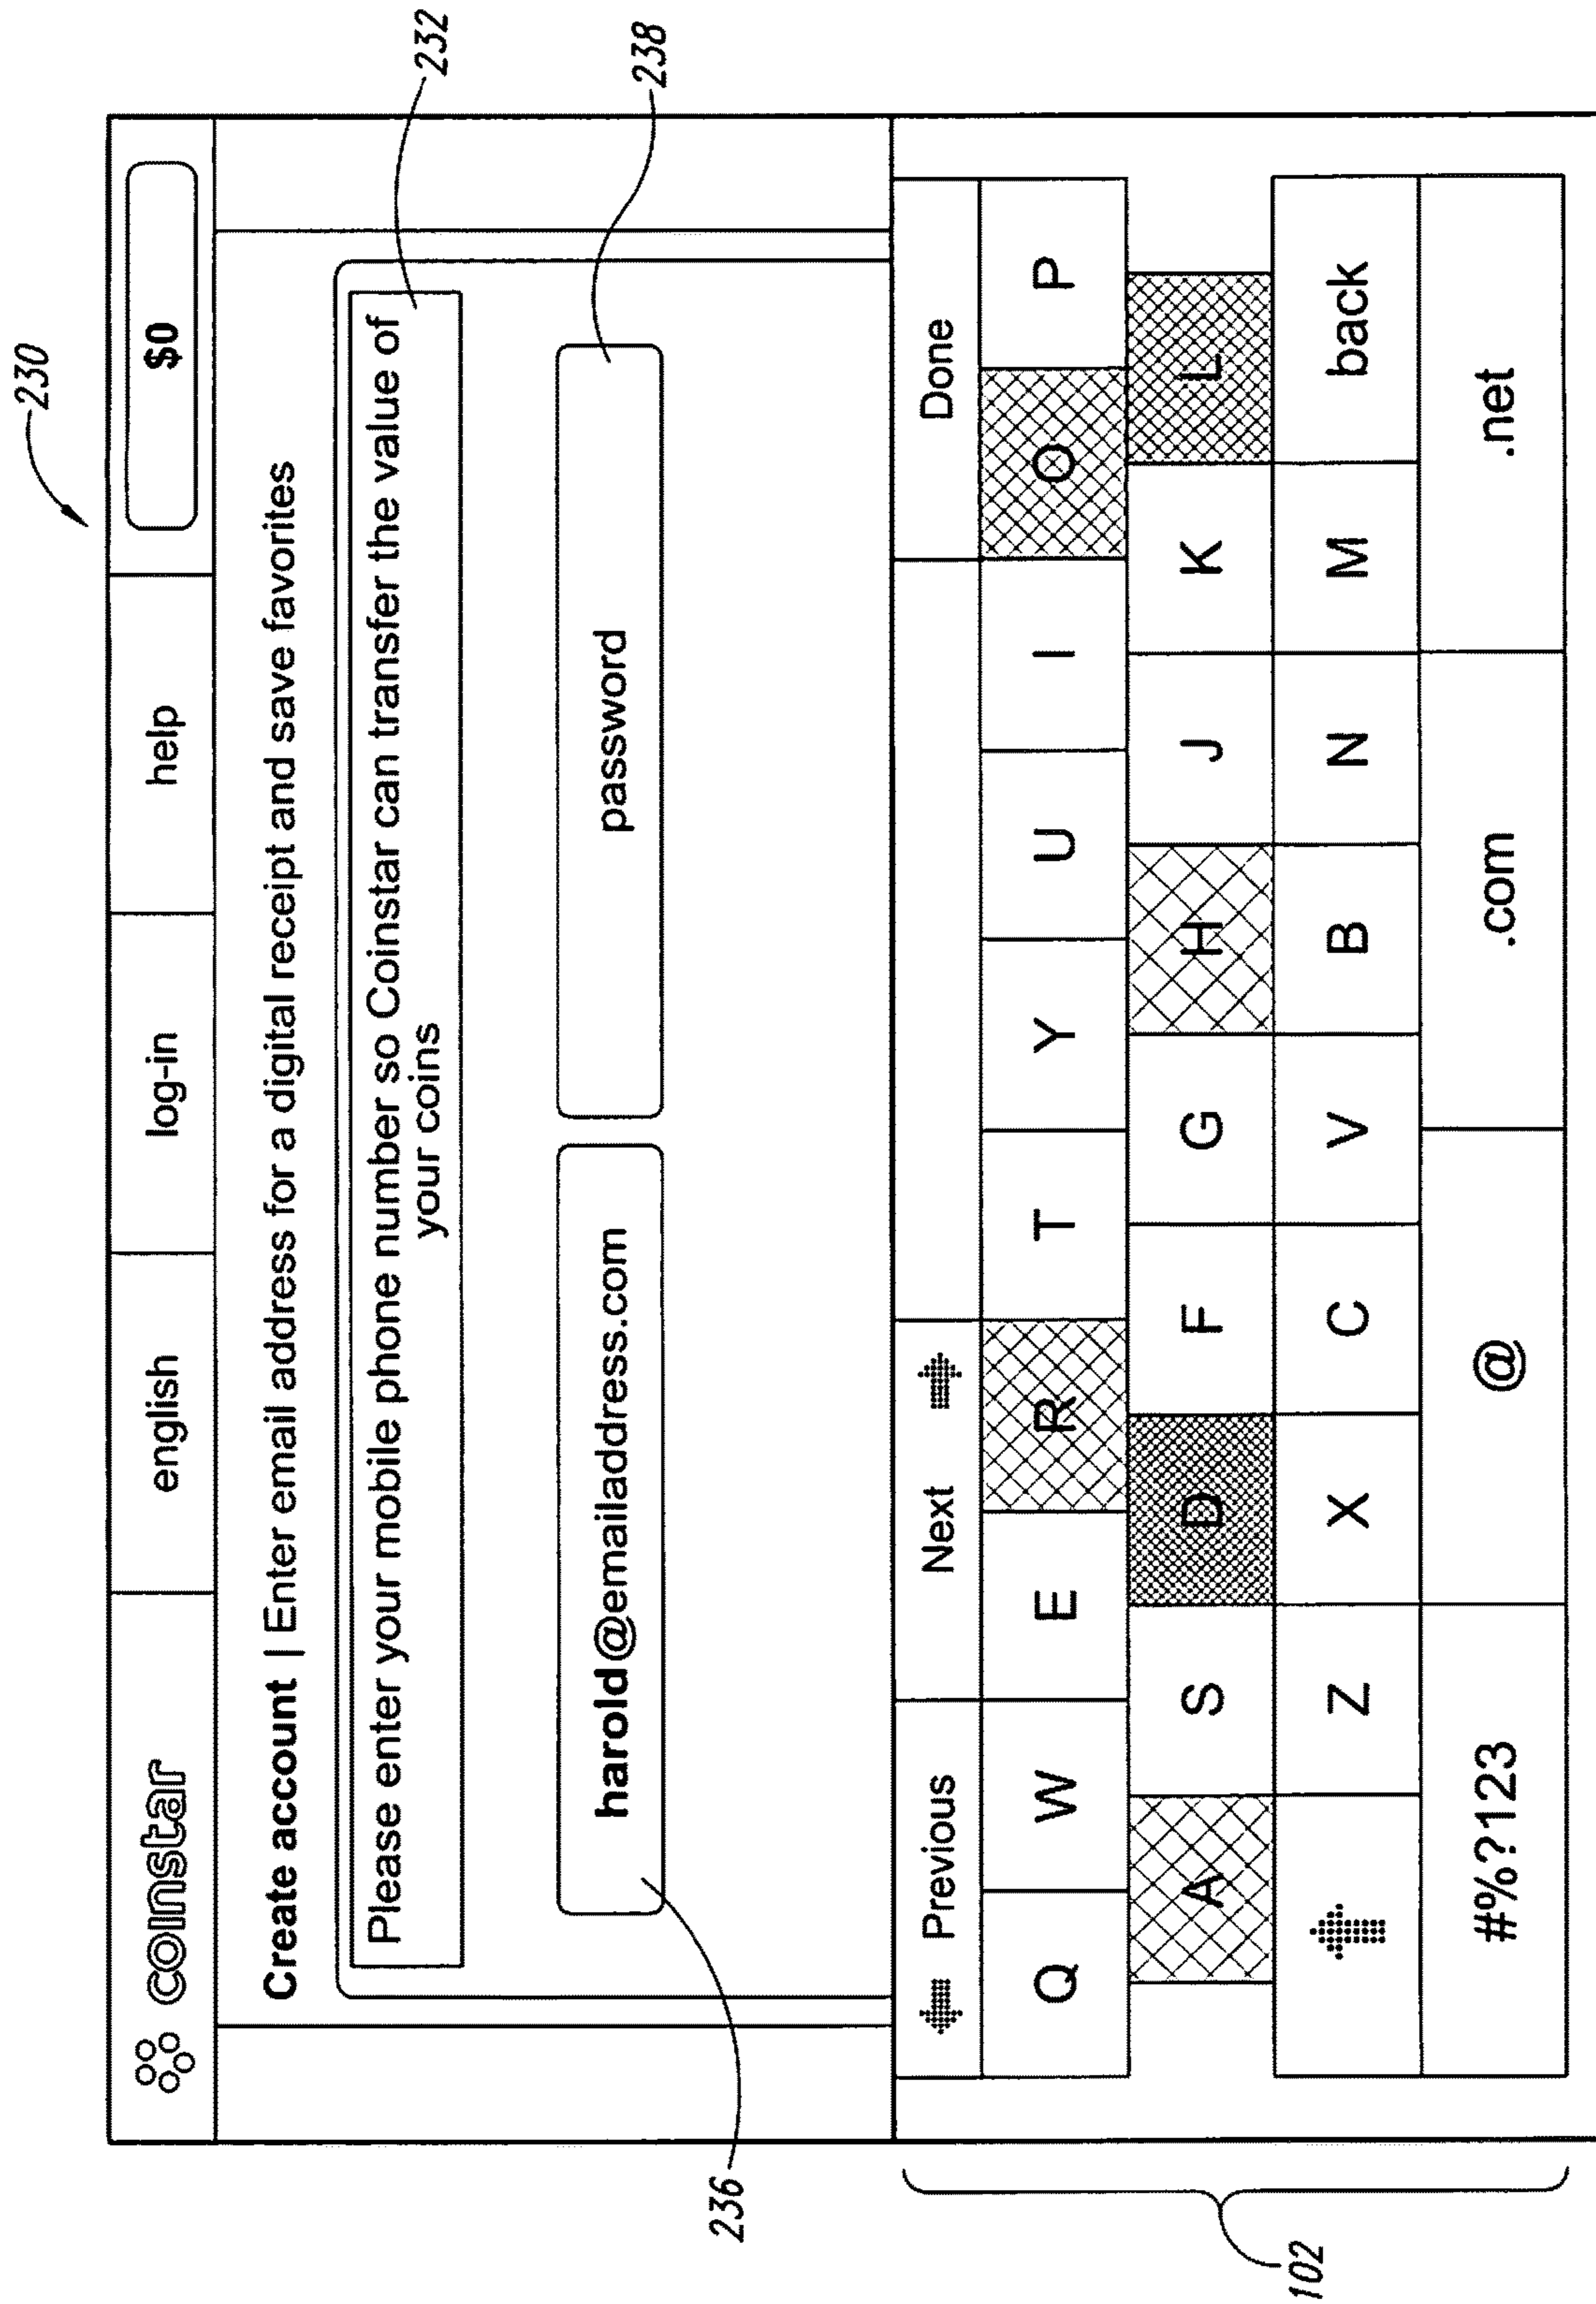 230
coinstar
english
log-in
help
$0
Create account | Enter email address for a digital receipt and save favorites
232
Please enter your mobile phone number so Coinstar can transfer the value of
your coins
236
harold@emailaddress.com
password
238
102
Previous
Next
Done
Q W E R T Y U I O P
A S D F G H J K L
Z X C V B N M back
#%?123 @ .com .net